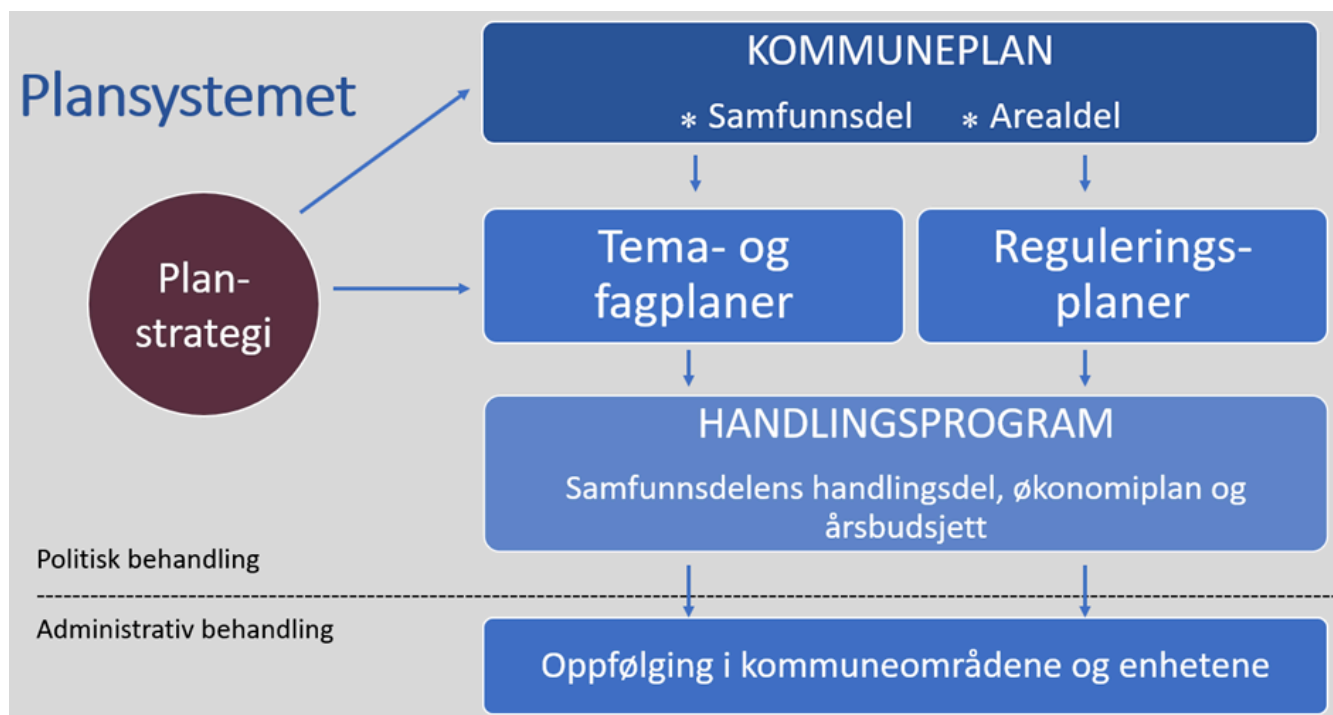 Plansystemet
KOMMUNEPLAN
* Samfunnsdel * Arealdel
Plan-
strategi
Tema- og
fagplaner
Regulerings-
planer
HANDLINGSPROGRAM
Samfunnsdelens handlingsdel, økonomiplan og
årsbudsjett
Politisk behandling
Administrativ behandling
Oppfølging i kommuneområdene og enhetene